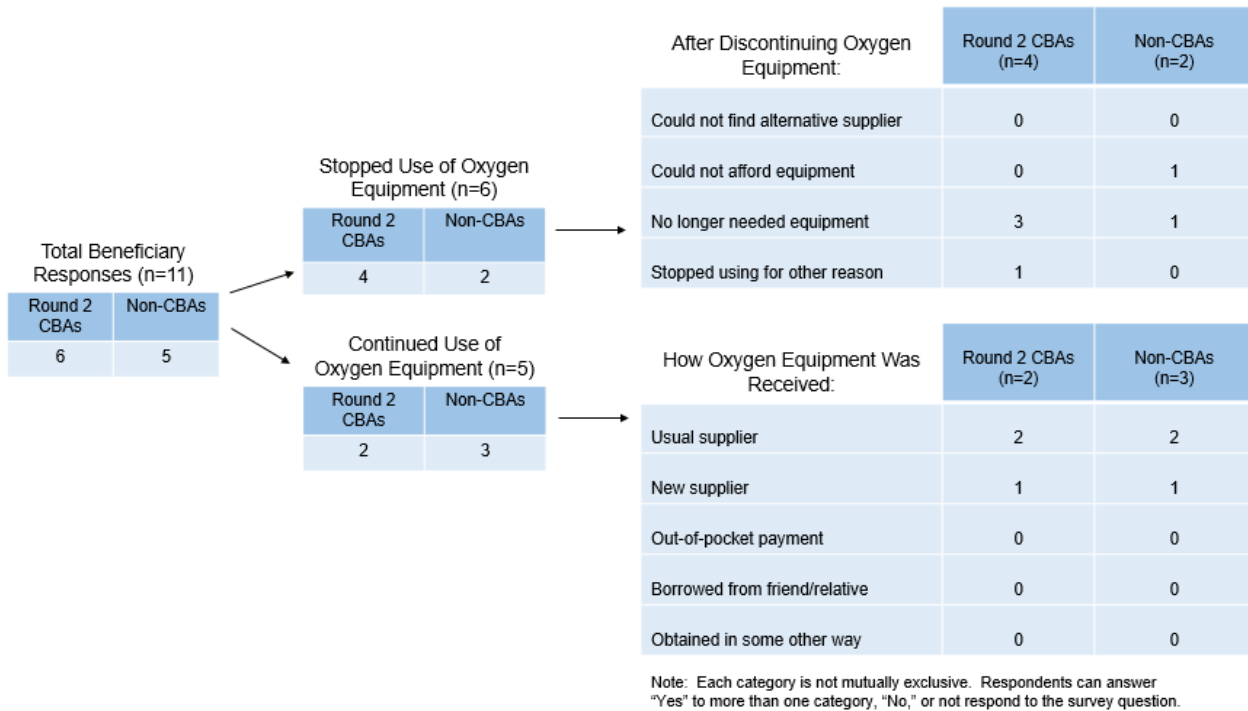 Total Beneficiary
Responses (n=11)
Round 2
CBAs
Non-CBAs
6
5
Stopped Use of Oxygen
Equipment (n=6)
Round 2
CBAs
Non-CBAs
4
2
Continued Use of
Oxygen Equipment (n=5)
Round 2
CBAs
Non-CBAs
2
3
After Discontinuing Oxygen
Equipment:
Round 2 CBAs
(n=4)
Non-CBAs
(n=2)
Could not find alternative supplier 0 0
Could not afford equipment 0 1
No longer needed equipment 3 1
Stopped using for other reason 1 0
How Oxygen Equipment Was
Received:
Round 2 CBAs
(n=2)
Non-CBAs
(n=3)
Usual supplier 2 2
New supplier 1 1
Out-of-pocket payment 0 0
Borrowed from friend/relative 0 0
Obtained in some other way 0 0
Note: Each category is not mutually exclusive. Respondents can answer
“Yes” to more than one category, “No,” or not respond to the survey question.